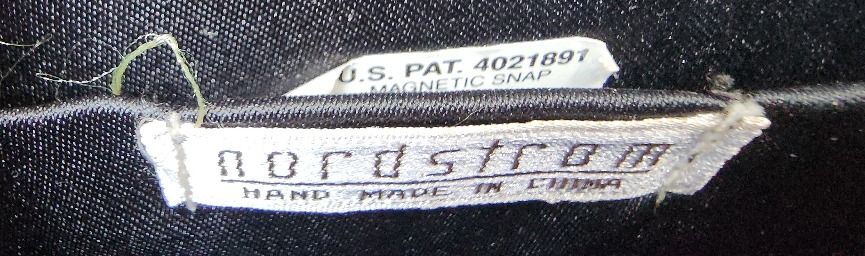 U.S. PAT. 4021891
MAGNETIC SNAP
nordstrom
HAND MADE IN CHINA